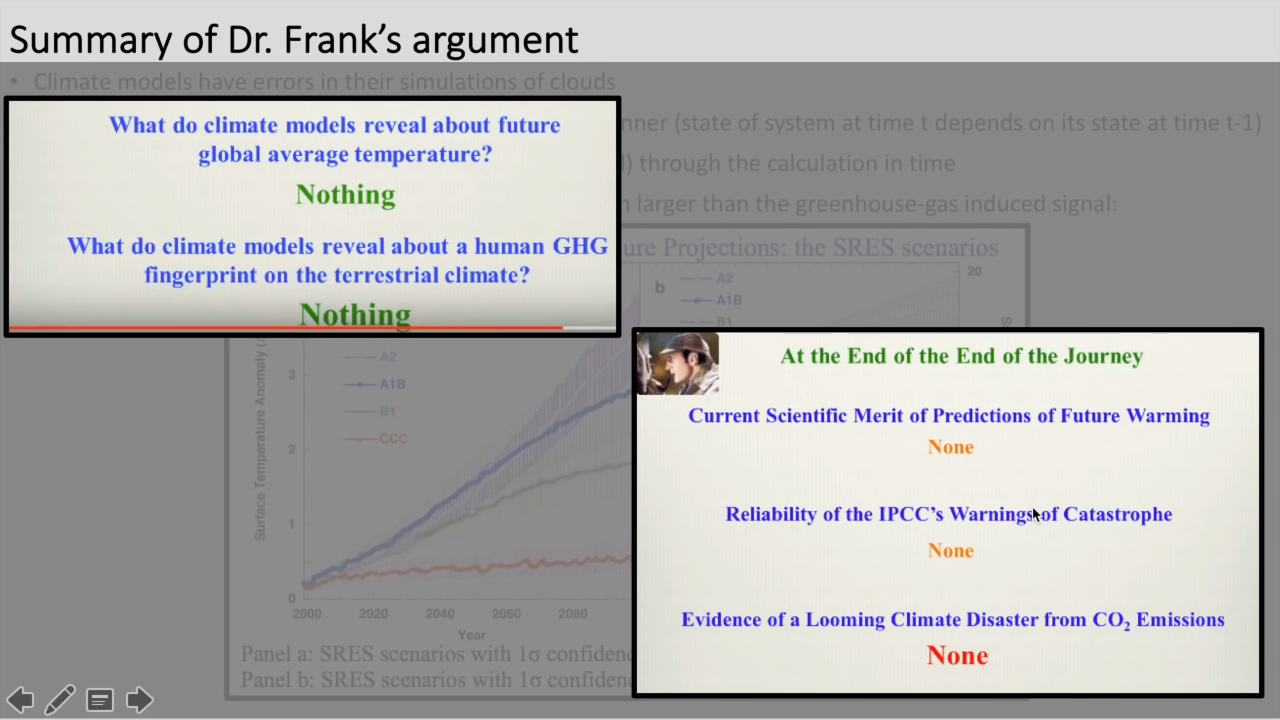 Summary of Dr. Frank's argument
• Climate models have errors in their simulations of clouds
nner (state of system at time t depends on its state at time t-1)
) through the calculation in time
larger than the greenhouse-gas induced signal:
What do climate models reveal about future
global average temperature?
Nothing
What do climate models reveal about a human GHG
fingerprint on the terrestrial climate?
Nothing
ure Projections: the SRES scenarios
b
A2
A1B
B1
20
Surface Temperature Anomaly
A2
A1B
B1
CCC
3
2
1
0
2000
2020
2040
2060
2080
Year
Panel a: SRES scenarios with 1σ confiden
Panel b: SRES scenarios with 1σ confiden
At the End of the End of the Journey
Current Scientific Merit of Predictions of Future Warming
None
Reliability of the IPCC's Warnings of Catastrophe
None
Evidence of a Looming Climate Disaster from CO₂ Emissions
None